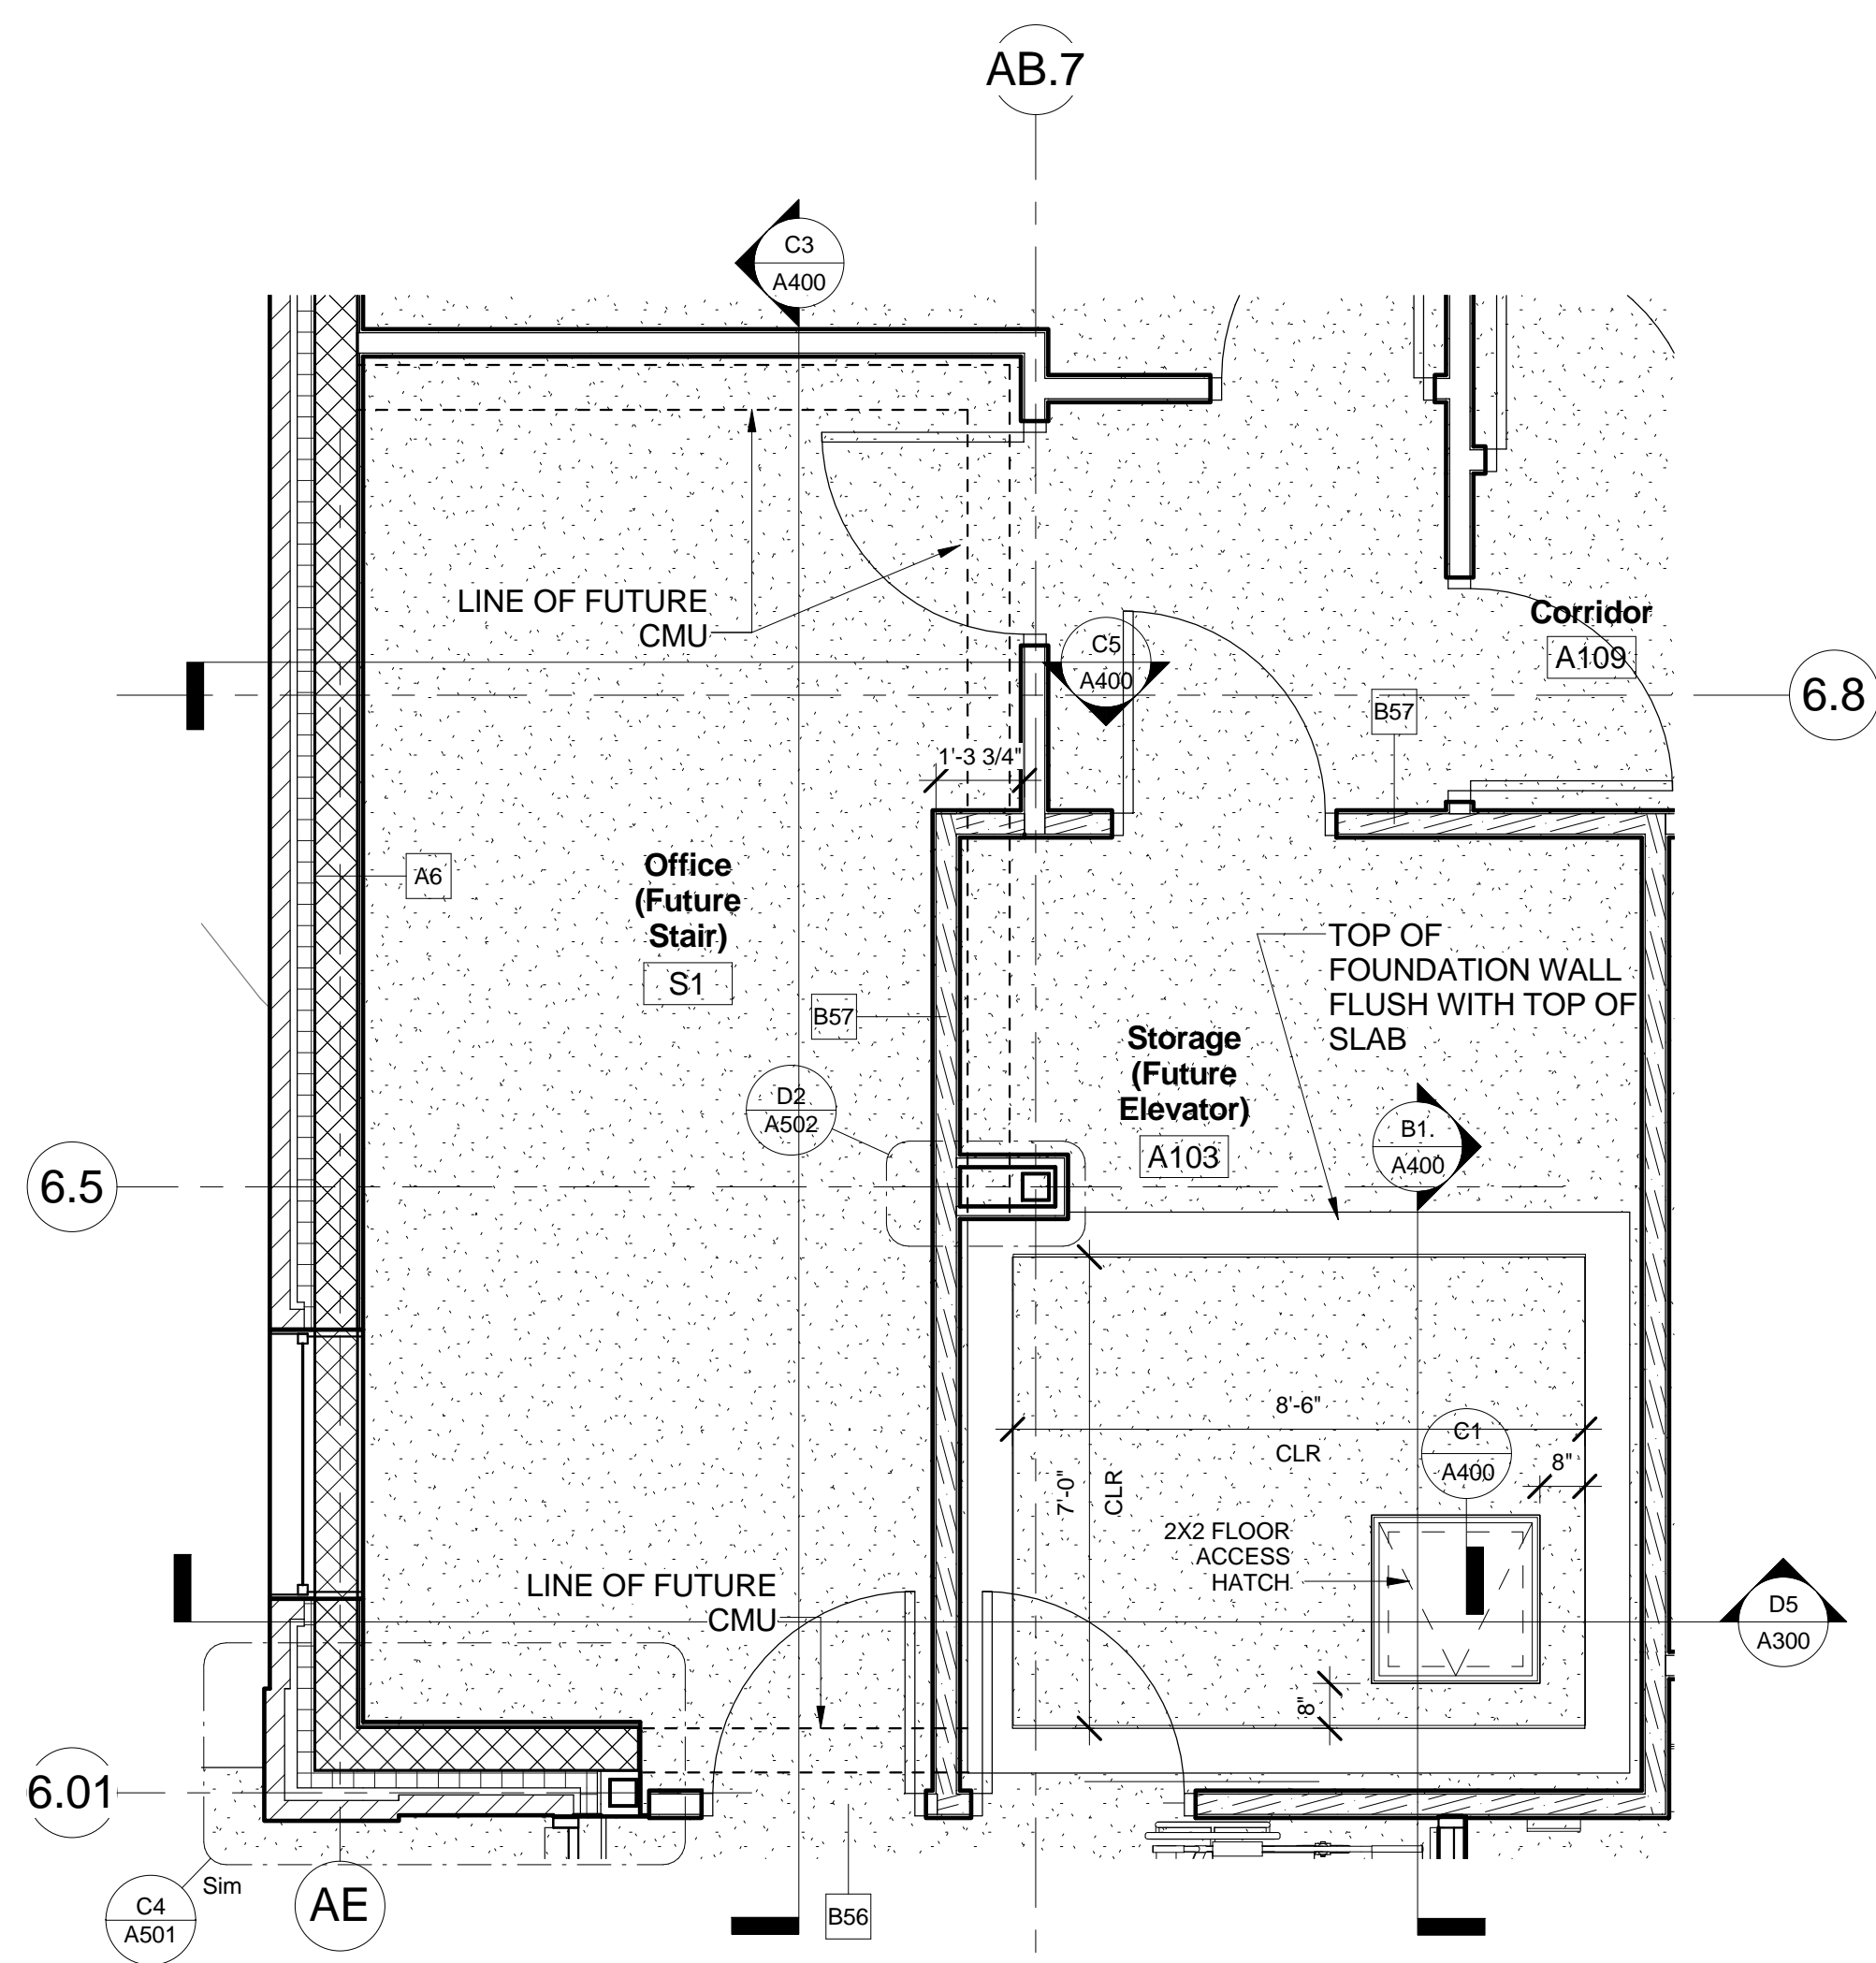 AB.7
C3
A400
LINE OF FUTURE
CMU
C5
A400
Corridor
A109
6.8
B57
1'-3 3/4"
A6
Office
(Future
Stair)
S1
B57
TOP OF
FOUNDATION WALL
FLUSH WITH TOP OF
SLAB
Storage
(Future
Elevator)
A103
D2
A502
B1.
A400
6.5
8'-6"
CLR
7'-0"
CLR
C1
A400
8"
2X2 FLOOR
ACCESS
HATCH
LINE OF FUTURE
CMU
D5
A300
8"
6.01
Sim
C4
A501
AE
B56